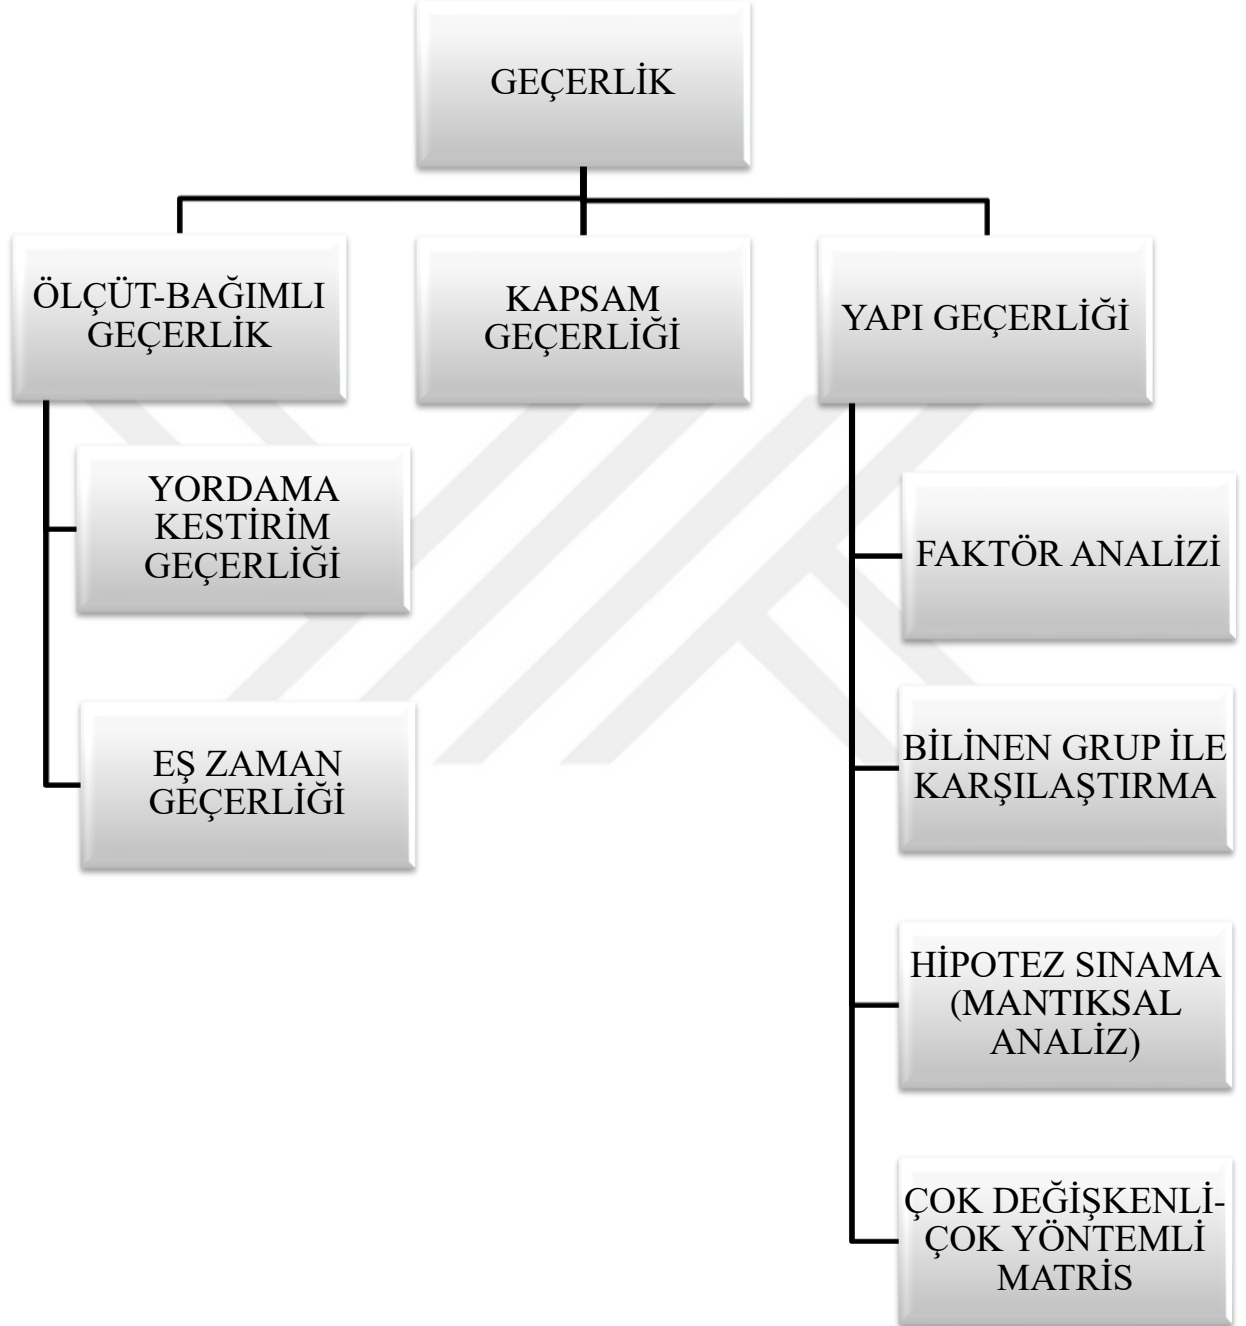 GEÇERLİK
ÖLÇÜT-BAĞIMLI
GEÇERLİK
KAPSAM
GEÇERLİĞİ
YAPI GEÇERLİĞİ
YORDAMA
KESTİRİM
GEÇERLİĞİ
EŞ ZAMAN
GEÇERLİĞİ
FAKTÖR ANALİZİ
BİLİNEN GRUP İLE
KARŞILAŞTIRMA
HİPOTEZ SINAMA
(MANTIKSAL
ANALİZ)
ÇOK DEĞİŞKENLİ-
ÇOK YÖNTEMLİ
MATRİS